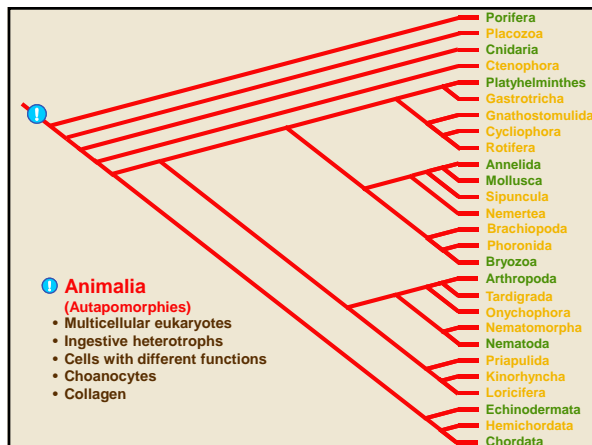 Porifera
Placozoa
Cnidaria
Ctenophora
Platyhelminthes
Gastrotricha
Gnathostomulida
Cycliophora
Rotifera
Annelida
Mollusca
Sipuncula
Nemertea
Brachiopoda
Phoronida
Bryozoa
Arthropoda
Tardigrada
Onychophora
Nematomorpha
Nematoda
Priapulida
Kinorhyncha
Loricifera
Echinodermata
Hemichordata
Chordata
!
! Animalia
(Autapomorphies)
• Multicellular eukaryotes
• Ingestive heterotrophs
• Cells with different functions
• Choanocytes
• Collagen